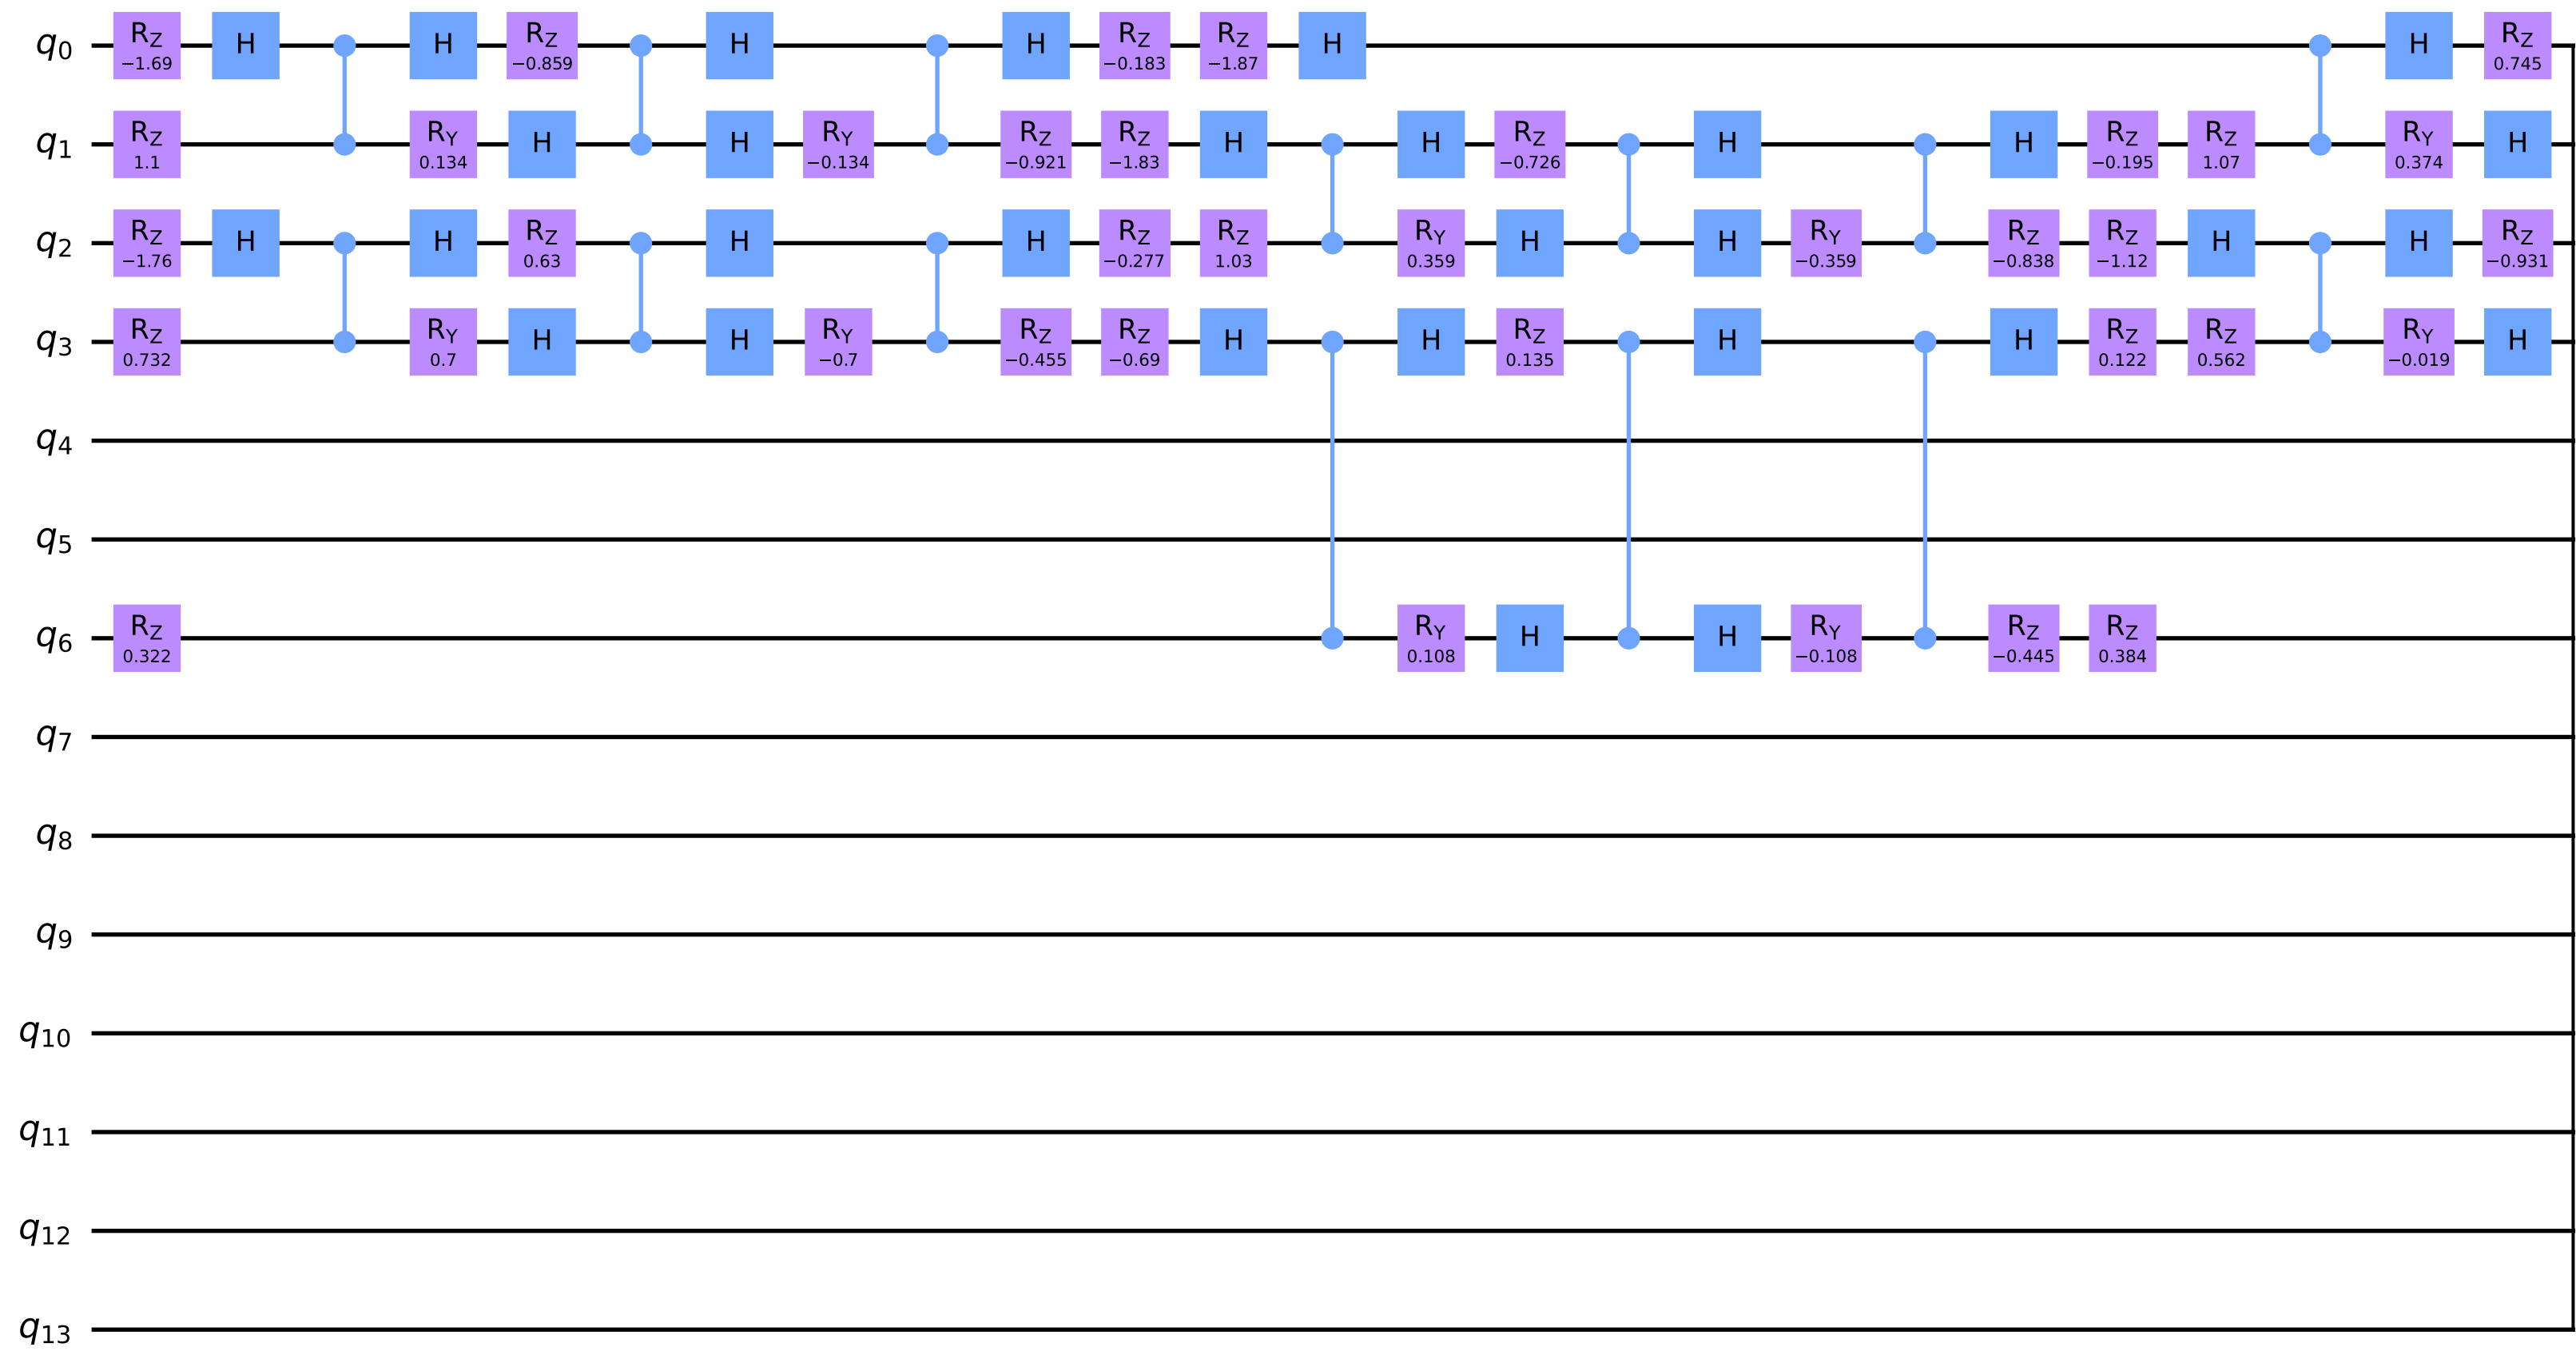 q0 RZ −1.69 H H RZ −0.859 H H RZ −0.183 RZ −1.87 H H RZ 0.745
q1 RZ 1.1 RY 0.134 H H RY −0.134 RZ −0.921 RZ −1.83 H H RZ −0.726 H H RZ −0.195 RZ 1.07 RY 0.374 H
q2 RZ −1.76 H H RZ 0.63 H H RZ −0.277 RZ 1.03 RY 0.359 H H RY −0.359 RZ −0.838 RZ −1.12 H H RZ −0.931
q3 RZ 0.732 RY 0.7 H H RY −0.7 RZ −0.455 RZ −0.69 H H RZ 0.135 H H RZ 0.122 RZ 0.562 RY −0.019 H
q4
q5
q6 RZ 0.322 RY 0.108 H H RY −0.108 RZ −0.445 RZ 0.384
q7
q8
q9
q10
q11
q12
q13